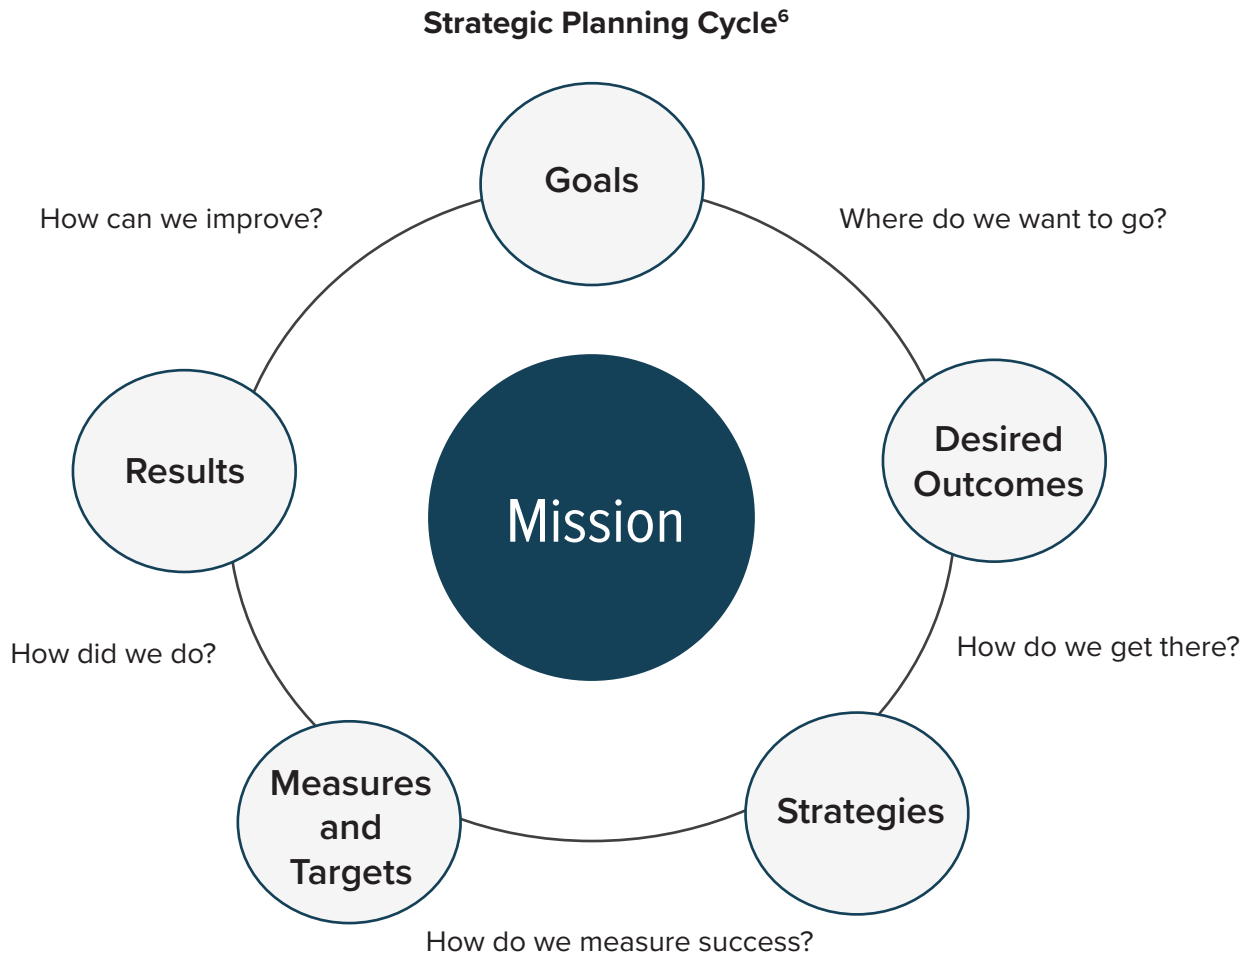 Strategic Planning Cycle⁶
Goals
How can we improve?
Where do we want to go?
Desired
Outcomes
Results
Mission
How do we get there?
How did we do?
Measures
and
Targets
Strategies
How do we measure success?